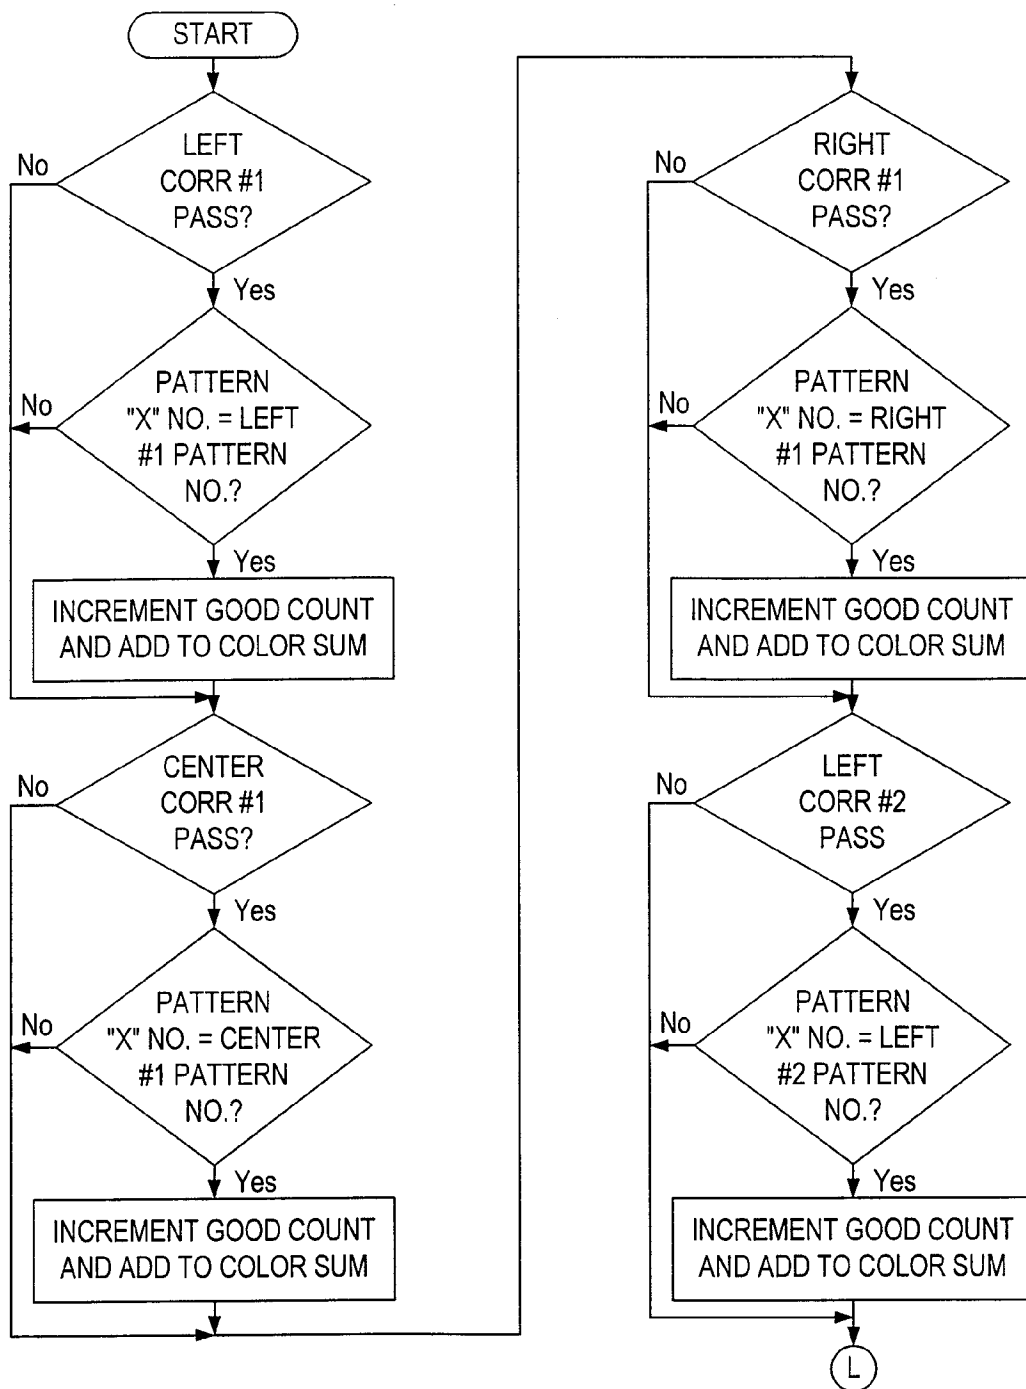 START
LEFT
CORR #1
PASS?
No
Yes
PATTERN
"X" NO. = LEFT
#1 PATTERN
NO.?
No
Yes
INCREMENT GOOD COUNT
AND ADD TO COLOR SUM
CENTER
CORR #1
PASS?
No
Yes
PATTERN
"X" NO. = CENTER
#1 PATTERN
NO.?
No
Yes
INCREMENT GOOD COUNT
AND ADD TO COLOR SUM
RIGHT
CORR #1
PASS?
No
Yes
PATTERN
"X" NO. = RIGHT
#1 PATTERN
NO.?
No
Yes
INCREMENT GOOD COUNT
AND ADD TO COLOR SUM
LEFT
CORR #2
PASS
No
Yes
PATTERN
"X" NO. = LEFT
#2 PATTERN
NO.?
No
Yes
INCREMENT GOOD COUNT
AND ADD TO COLOR SUM
L